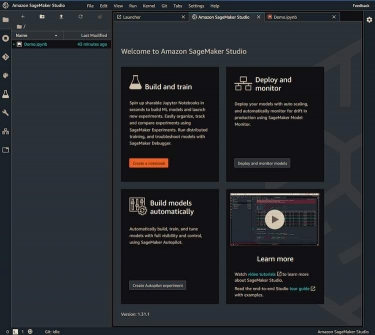 Amazon SageMaker Studio File Edit View Run Kernel Git Tabs Settings Help Feedback
Launcher Amazon SageMaker Studio Demo.ipynb
/
Name Last Modified
Demo.ipynb 43 minutes ago
Welcome to Amazon SageMaker Studio
Build and train
Spin up sharable Jupyter Notebooks in
seconds to build ML models and launch
new experiments. Easily organize, track
and compare experiments using
SageMaker Experiments. Run distributed
training, and troubleshoot models with
SageMaker Debugger.
Create a notebook
Deploy and
monitor
Deploy your models with auto scaling,
and automatically monitor for drift in
production using SageMaker Model
Monitor.
Deploy and monitor models
Build models
automatically
Automatically build, train, and tune
models with full visibility and control,
using SageMaker Autopilot.
Create Autopilot experiment
Learn more
Watch video tutorials to learn more
about SageMaker Studio.
Read the end-to-end Studio tour guide
with examples.
Version: 1.31.1
1 Git: idle Amazon SageMaker Studio